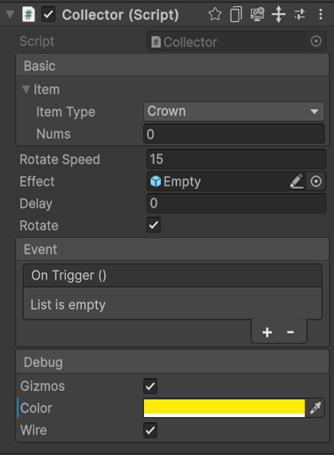 Collector (Script)
Script
Collector
Basic
Item
Item Type
Crown
Nums
0
Rotate Speed
15
Effect
Empty
Delay
0
Rotate
Event
On Trigger ()
List is empty
+ -
Debug
Gizmos
Color
Wire